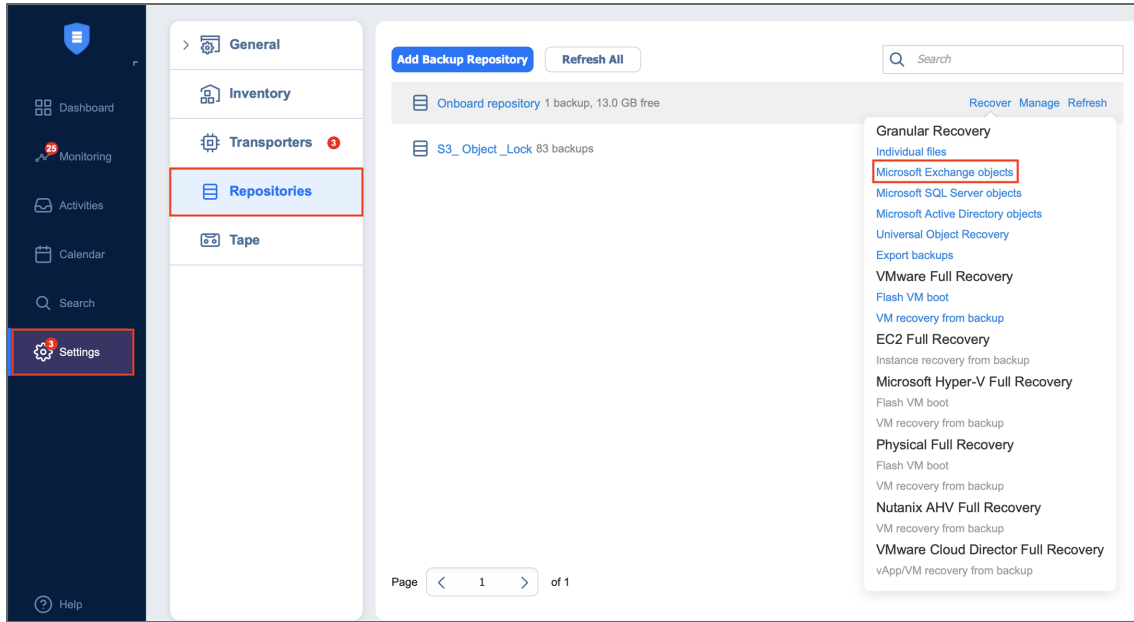 Dashboard
25
Monitoring
Activities
Calendar
Search
3
Settings
Help
General
Inventory
Transporters 3
Repositories
Tape
Add Backup Repository
Refresh All
Search
Onboard repository 1 backup, 13.0 GB free
Recover Manage Refresh
S3_ Object _Lock 83 backups
Granular Recovery
Individual files
Microsoft Exchange objects
Microsoft SQL Server objects
Microsoft Active Directory objects
Universal Object Recovery
Export backups
VMware Full Recovery
Flash VM boot
VM recovery from backup
EC2 Full Recovery
Instance recovery from backup
Microsoft Hyper-V Full Recovery
Flash VM boot
VM recovery from backup
Physical Full Recovery
Flash VM boot
VM recovery from backup
Nutanix AHV Full Recovery
VM recovery from backup
VMware Cloud Director Full Recovery
vApp/VM recovery from backup
Page 1 of 1